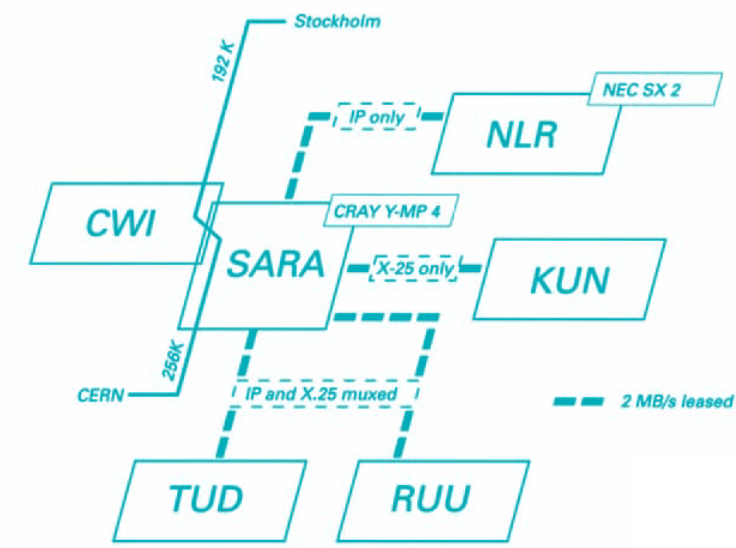 Stockholm
192 K
NEC SX 2
IP only
NLR
CWI
CRAY Y-MP 4
SARA
X-25 only
KUN
256K
CERN
IP and X.25 muxed
2 MB/s leased
TUD
RUU